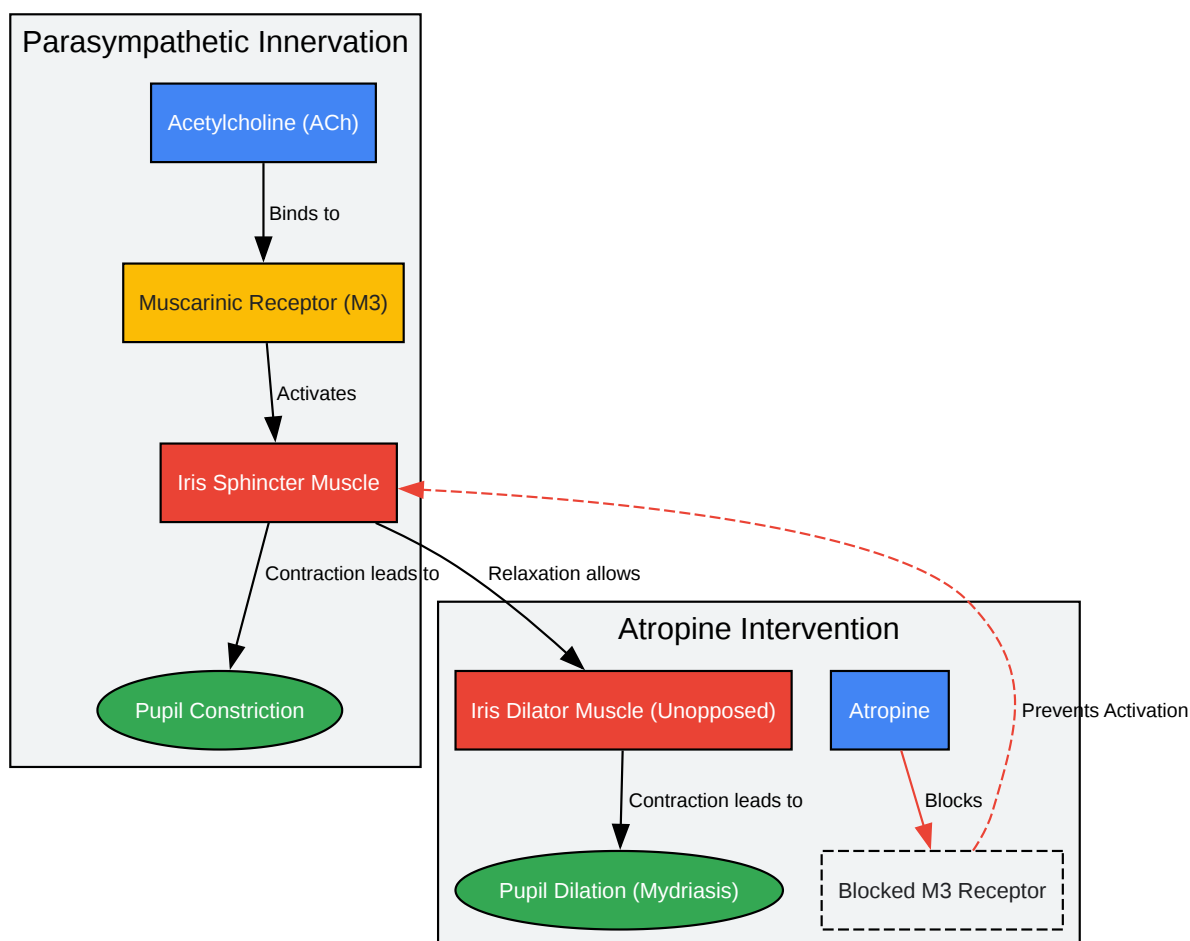 Parasympathetic Innervation
Acetylcholine (ACh)
Binds to
Muscarinic Receptor (M3)
Activates
Iris Sphincter Muscle
Contraction leads to
Relaxation allows
Pupil Constriction
Atropine Intervention
Iris Dilator Muscle (Unopposed)
Atropine
Prevents Activation
Contraction leads to
Blocks
Pupil Dilation (Mydriasis)
Blocked M3 Receptor